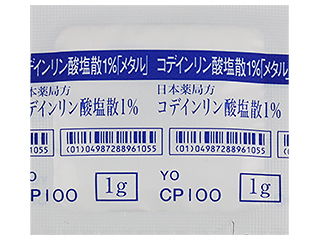 デインリン酸塩散1%「メタル」 コデインリン酸塩散1%「メタ
日本薬局方 日本薬局方
デインリン酸塩散1% コデインリン酸塩散1%
(01)04987288961055 (01)04987288961055
YO YO
CP100 1g CP100 1g